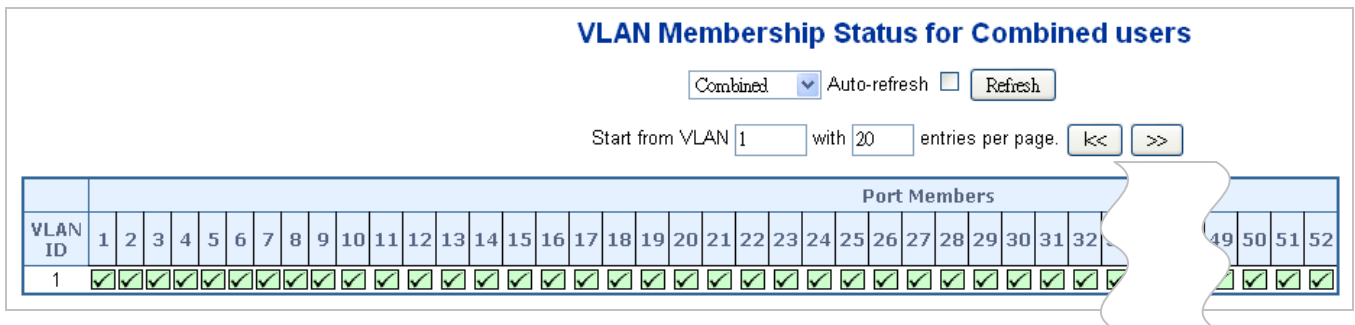 VLAN Membership Status for Combined users
Combined Auto-refresh Refresh
Start from VLAN 1 with 20 entries per page. |<< >>
Port Members
VLAN ID 1 2 3 4 5 6 7 8 9 10 11 12 13 14 15 16 17 18 19 20 21 22 23 24 25 26 27 28 29 30 31 32 49 50 51 52
1